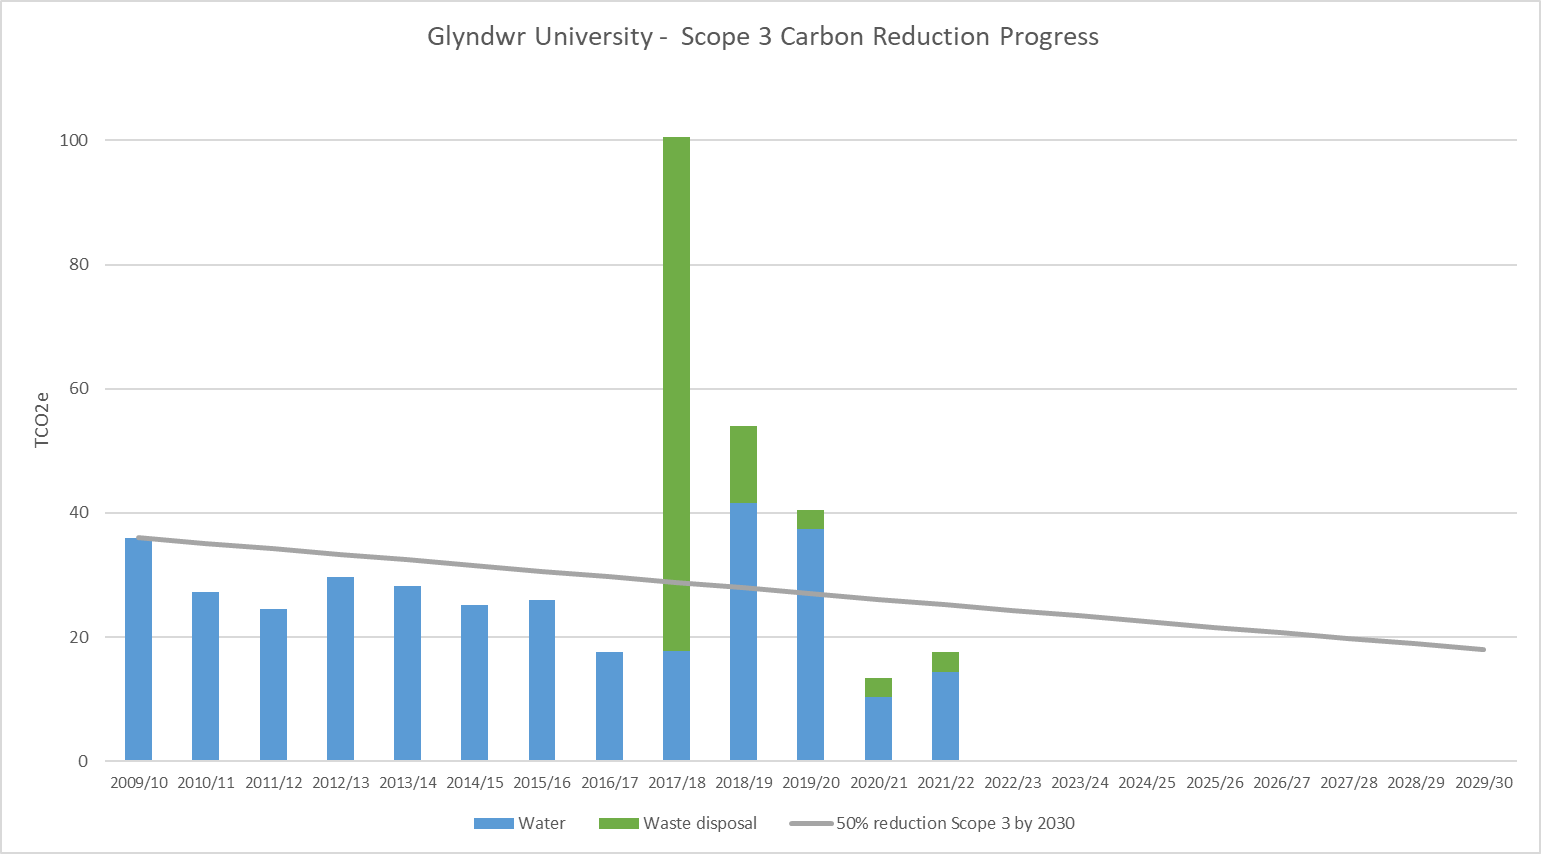 Glyndwr University -  Scope 3 Carbon Reduction Progress
TCO2e
100
80
60
40
20
0
2009/10 2010/11 2011/12 2012/13 2013/14 2014/15 2015/16 2016/17 2017/18 2018/19 2019/20 2020/21 2021/22 2022/23 2023/24 2024/25 2025/26 2026/27 2027/28 2028/29 2029/30
Water Waste disposal 50% reduction Scope 3 by 2030